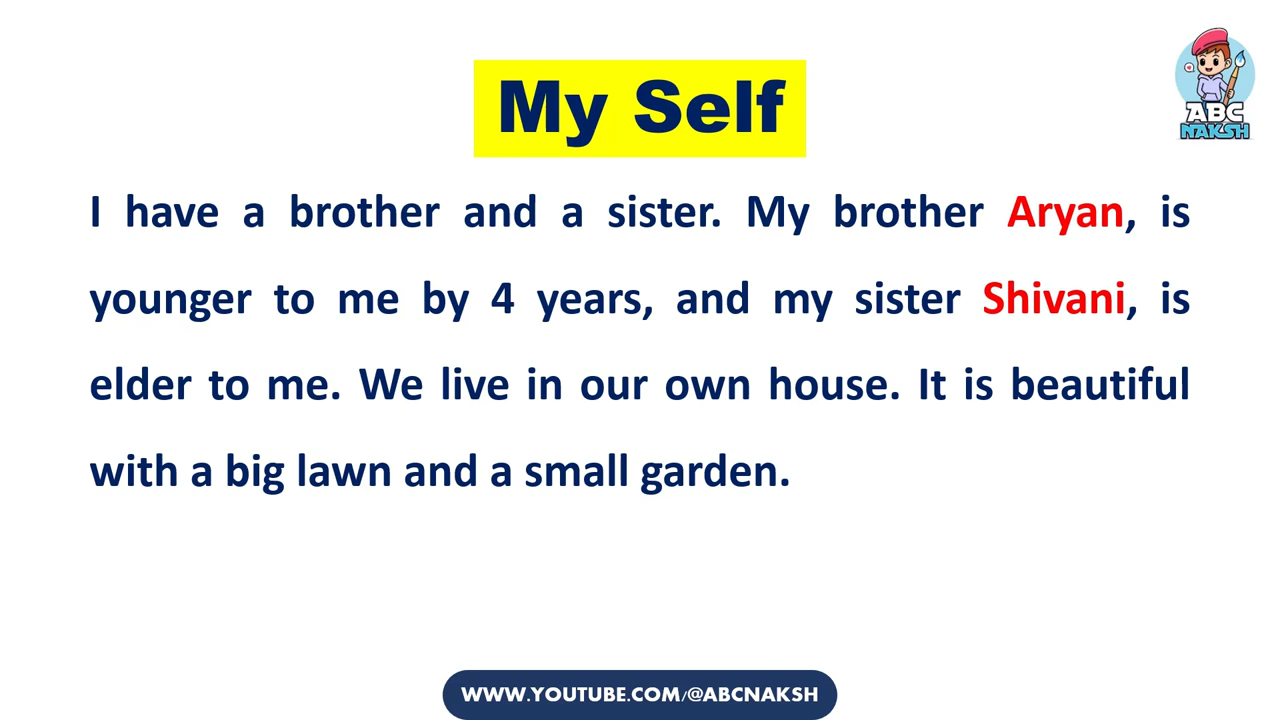 My Self
ABC
NAKSH
I have a brother and a sister. My brother Aryan, is
younger to me by 4 years, and my sister Shivani, is
elder to me. We live in our own house. It is beautiful
with a big lawn and a small garden.
WWW.YOUTUBE.COM/@ABCNAKSH